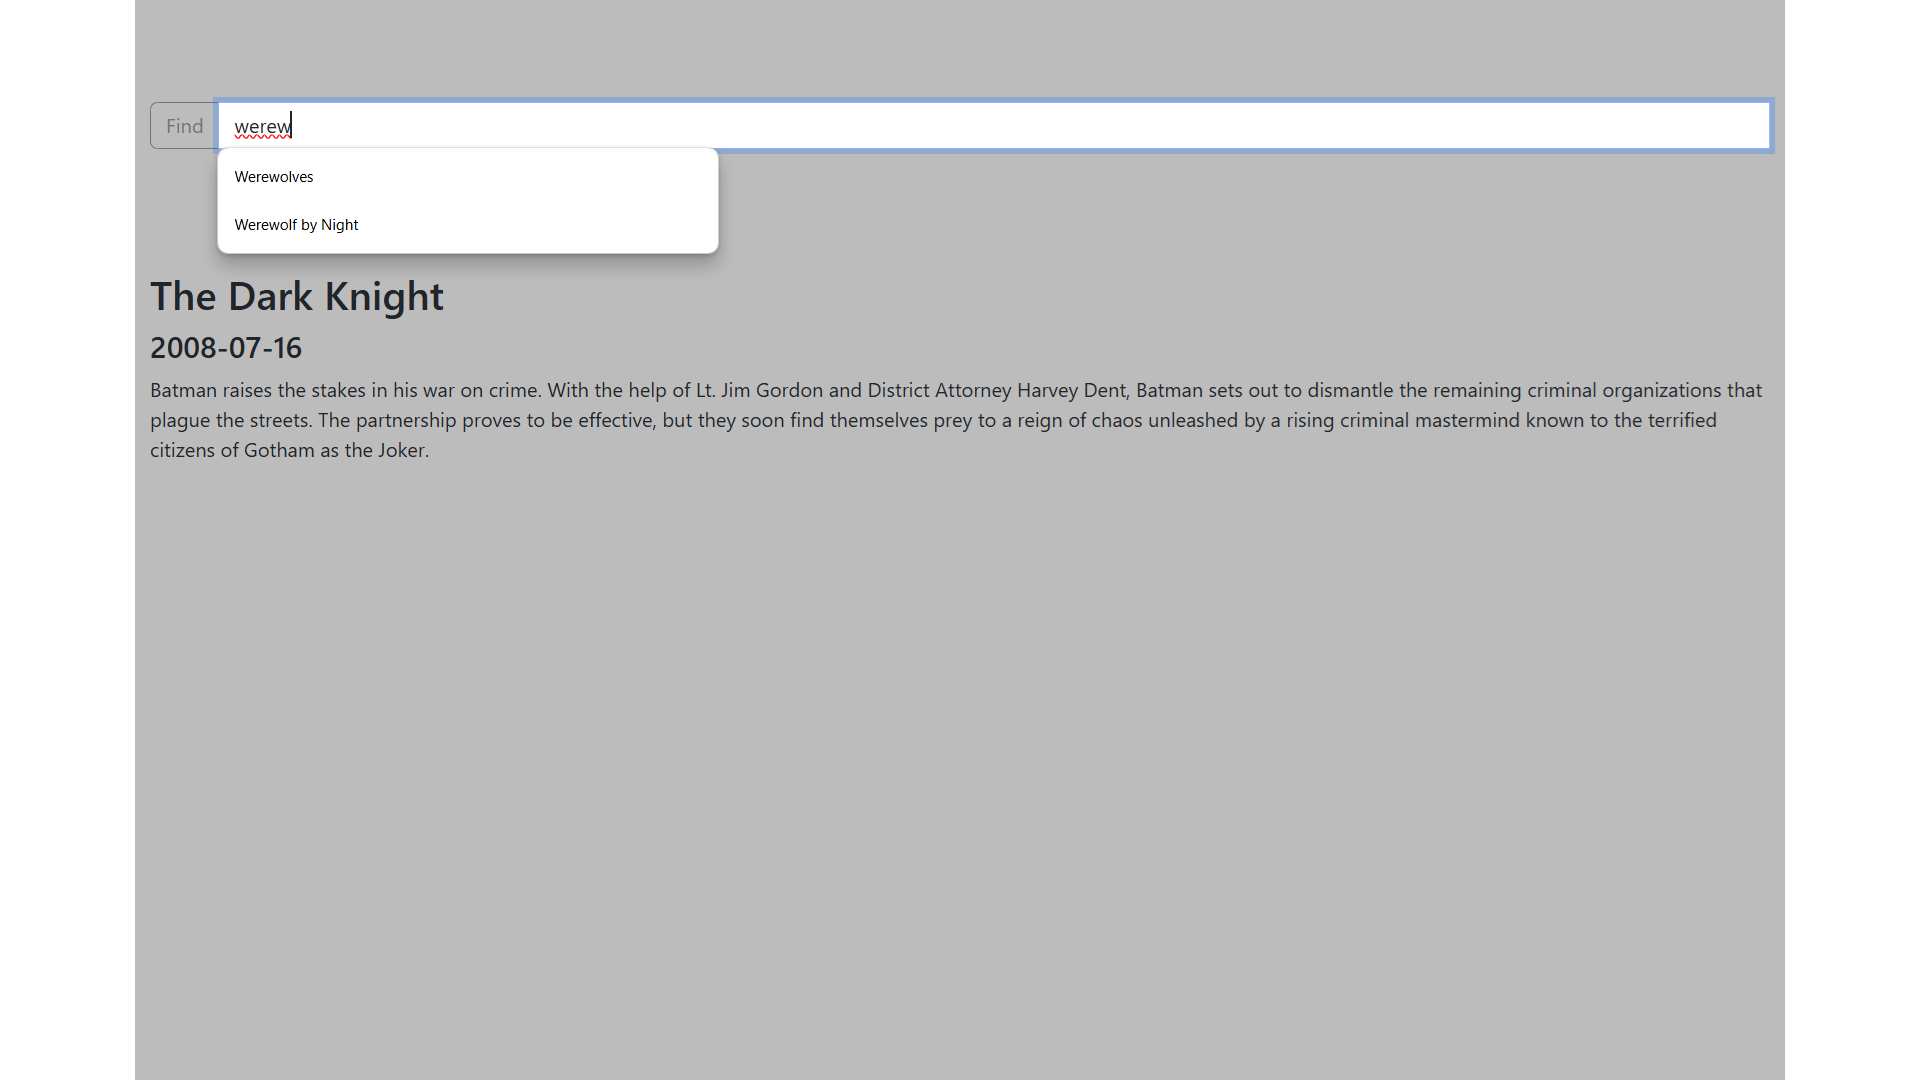 Find
werew
Werewolves
Werewolf by Night
The Dark Knight
2008-07-16
Batman raises the stakes in his war on crime. With the help of Lt. Jim Gordon and District Attorney Harvey Dent, Batman sets out to dismantle the remaining criminal organizations that
plague the streets. The partnership proves to be effective, but they soon find themselves prey to a reign of chaos unleashed by a rising criminal mastermind known to the terrified
citizens of Gotham as the Joker.